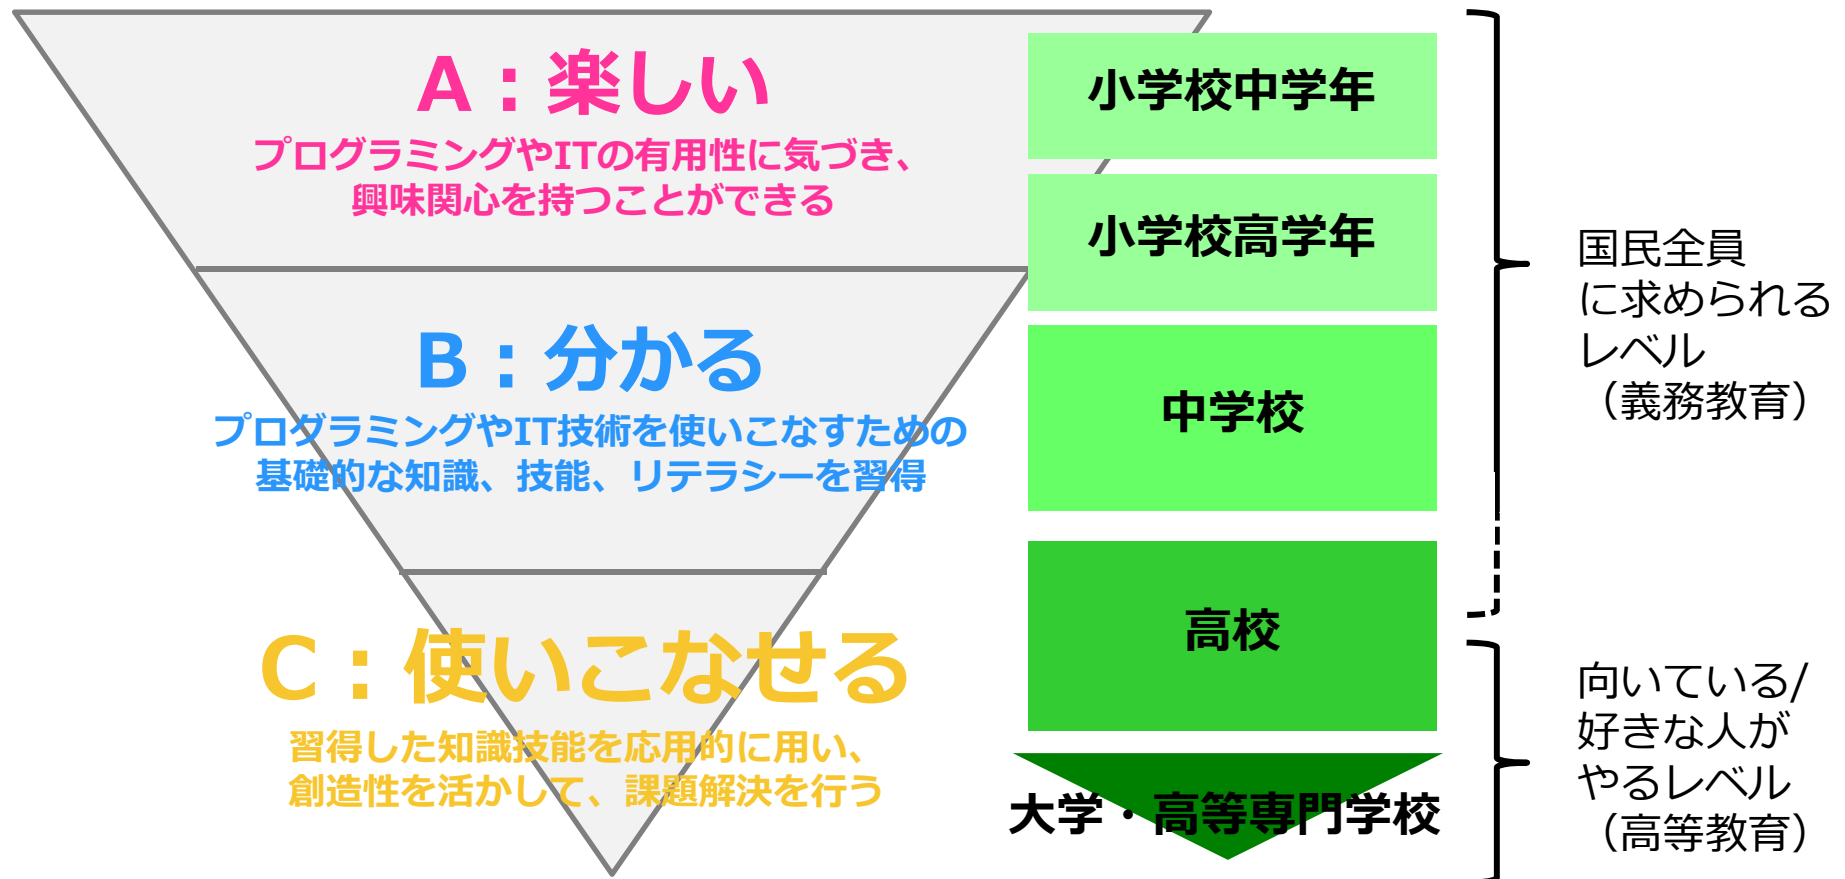 A：楽しい
プログラミングやITの有用性に気づき、
興味関心を持つことができる
B：分かる
プログラミングやIT技術を使いこなすための
基礎的な知識、技能、リテラシーを習得
C：使いこなせる
習得した知識技能を応用的に用い、
創造性を活かして、課題解決を行う
小学校中学年
小学校高学年
中学校
高校
大学・高等専門学校
国民全員
に求められる
レベル
（義務教育）
向いている/
好きな人が
やるレベル
（高等教育）